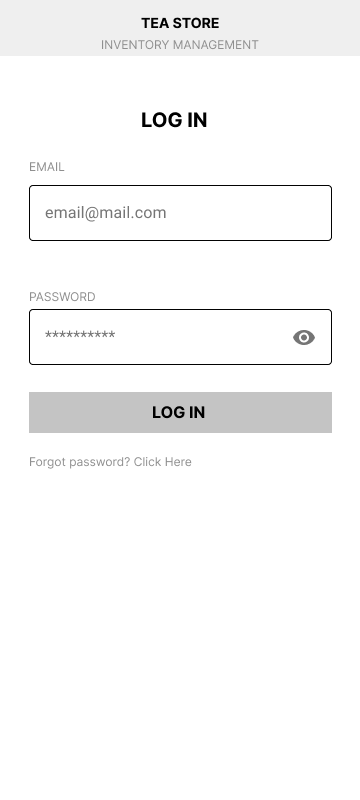 TEA STORE
INVENTORY MANAGEMENT
LOG IN
EMAIL
email@mail.com
PASSWORD
**********
LOG IN
Forgot password? Click Here